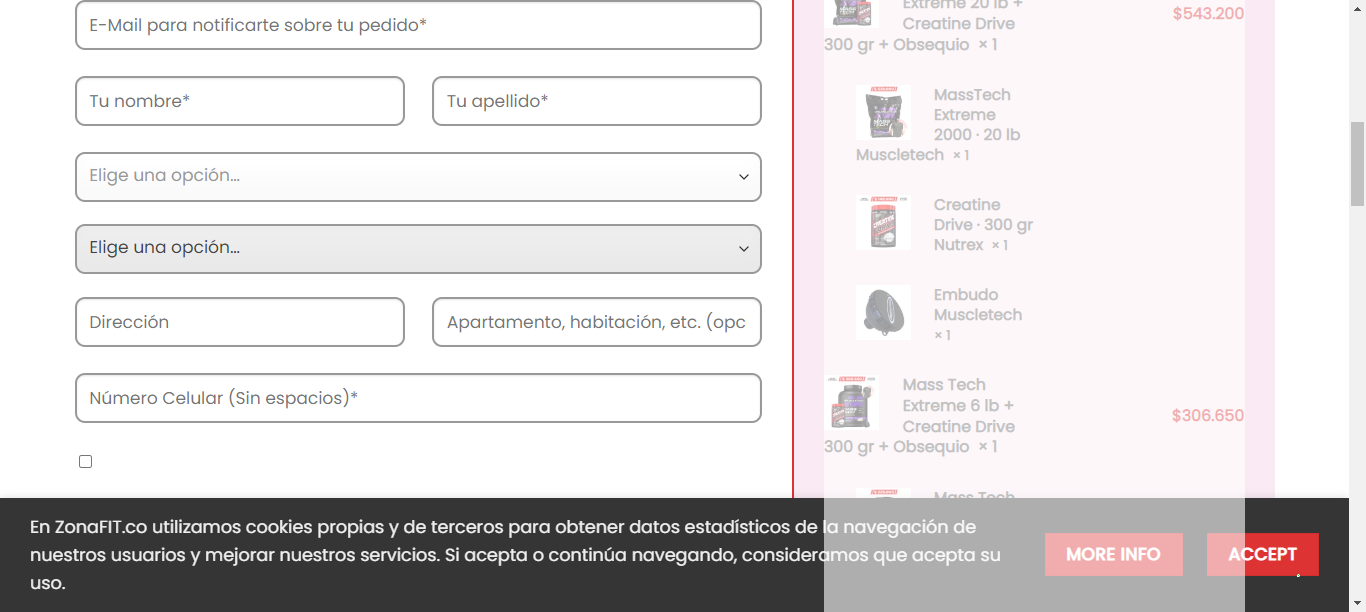 E-Mail para notificarte sobre tu pedido*
Tu nombre*
Tu apellido*
Elige una opción...
Elige una opción...
Dirección
Apartamento, habitación, etc. (opc
Número Celular (Sin espacios)*
Extreme 20 lb +
Creatine Drive
300 gr + Obsequio × 1
$543.200
MassTech
Extreme
2000 · 20 lb
Muscletech × 1
Creatine
Drive · 300 gr
Nutrex × 1
Embudo
Muscletech
× 1
Mass Tech
Extreme 6 lb +
Creatine Drive
300 gr + Obsequio × 1
$306.650
Mass Tech
En ZonaFIT.co utilizamos cookies propias y de terceros para obtener datos estadísticos de la navegación de
nuestros usuarios y mejorar nuestros servicios. Si acepta o continúa navegando, consideramos que acepta su
uso.
MORE INFO
ACCEPT